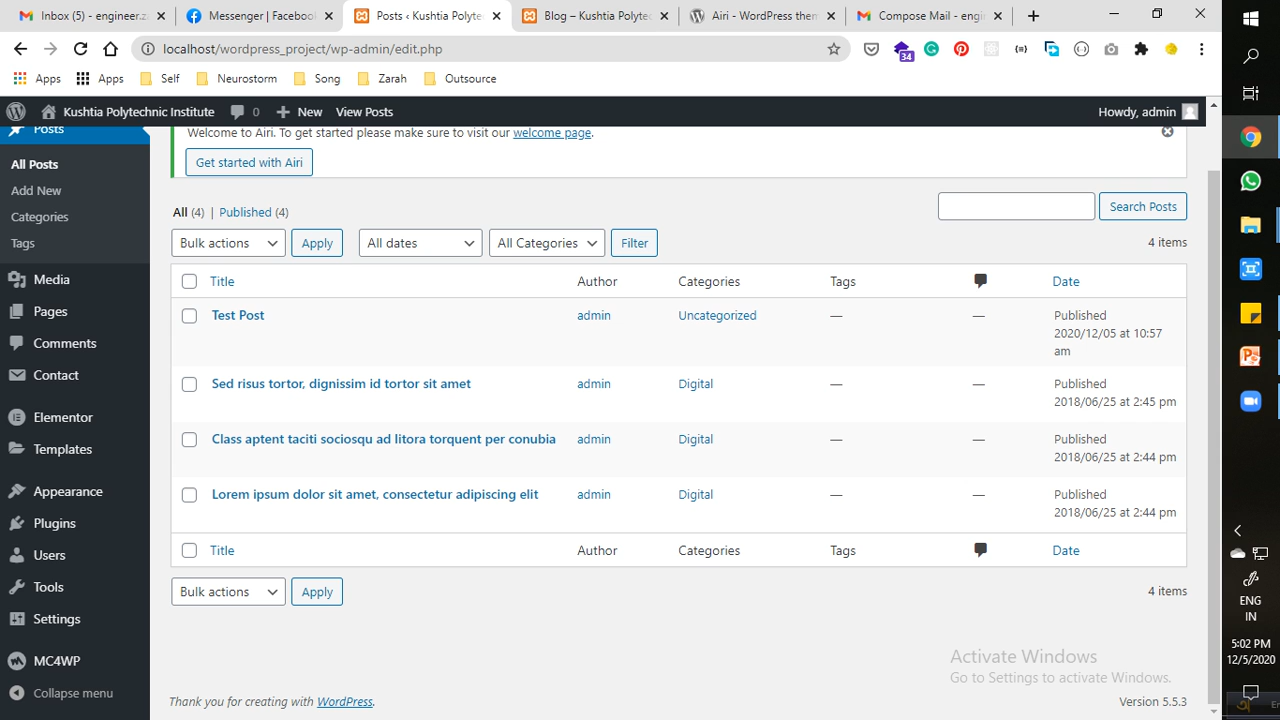 Inbox (5) - engineer.z
Messenger | Facebook
Posts ‹ Kushtia Polyte
Blog – Kushtia Polytec
Airi - WordPress them
Compose Mail - engi
localhost/wordpress_project/wp-admin/edit.php
34
Apps
Apps
Self
Neurostorm
Song
Zarah
Outsource
Kushtia Polytechnic Institute
0
New
View Posts
Howdy, admin
Posts
All Posts
Add New
Categories
Tags
Media
Pages
Comments
Contact
Elementor
Templates
Appearance
Plugins
Users
Tools
Settings
MC4WP
Collapse menu
Welcome to Airi. To get started please make sure to visit our welcome page.
Get started with Airi
All (4) | Published (4)
Search Posts
Bulk actions
Apply
All dates
All Categories
Filter
4 items
Title Author Categories Tags Date
Test Post admin Uncategorized — — Published
2020/12/05 at 10:57
am
Sed risus tortor, dignissim id tortor sit amet admin Digital — — Published
2018/06/25 at 2:45 pm
Class aptent taciti sociosqu ad litora torquent per conubia admin Digital — — Published
2018/06/25 at 2:44 pm
Lorem ipsum dolor sit amet, consectetur adipiscing elit admin Digital — — Published
2018/06/25 at 2:44 pm
Title Author Categories Tags Date
Bulk actions
Apply
4 items
Activate Windows
Go to Settings to activate Windows.
Thank you for creating with WordPress.
Version 5.5.3
ENG
IN
5:02 PM
12/5/2020